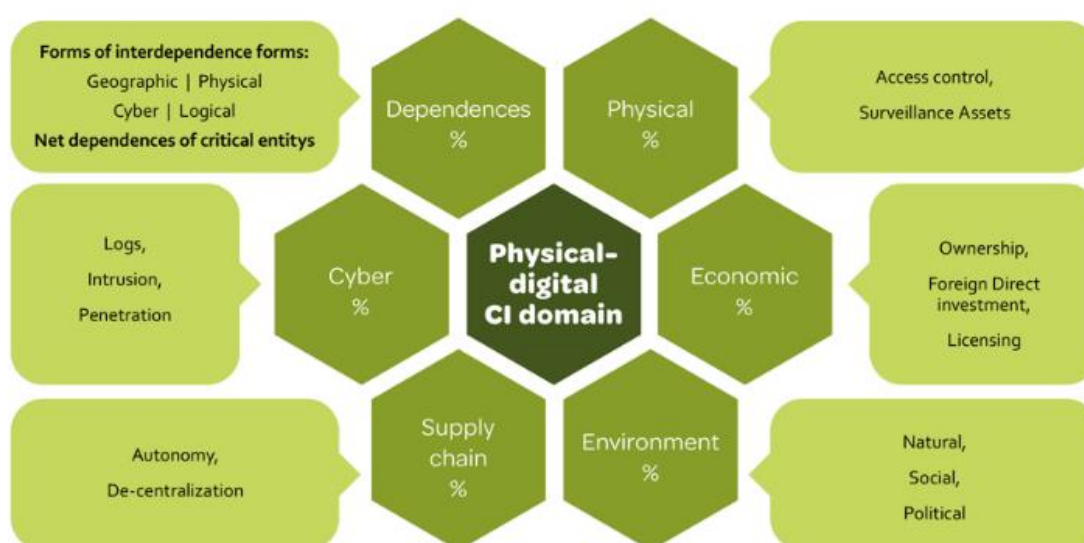 Forms of interdependence forms:
Geographic | Physical
Cyber | Logical
Net dependences of critical entitys
Dependences
%
Physical
%
Access control,
Surveillance Assets
Logs,
Intrusion,
Penetration
Cyber
%
Physical-
digital
CI domain
Economic
%
Ownership,
Foreign Direct
investment,
Licensing
Autonomy,
De-centralization
Supply
chain
%
Environment
%
Natural,
Social,
Political